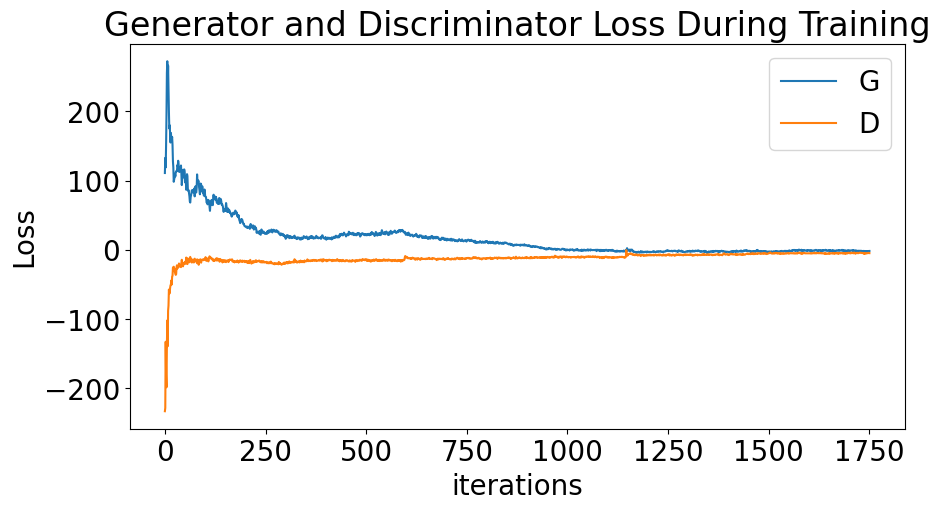 Generator and Discriminator Loss During Training
G
D
Loss
200
100
0
−100
−200
0 250 500 750 1000 1250 1500 1750
iterations